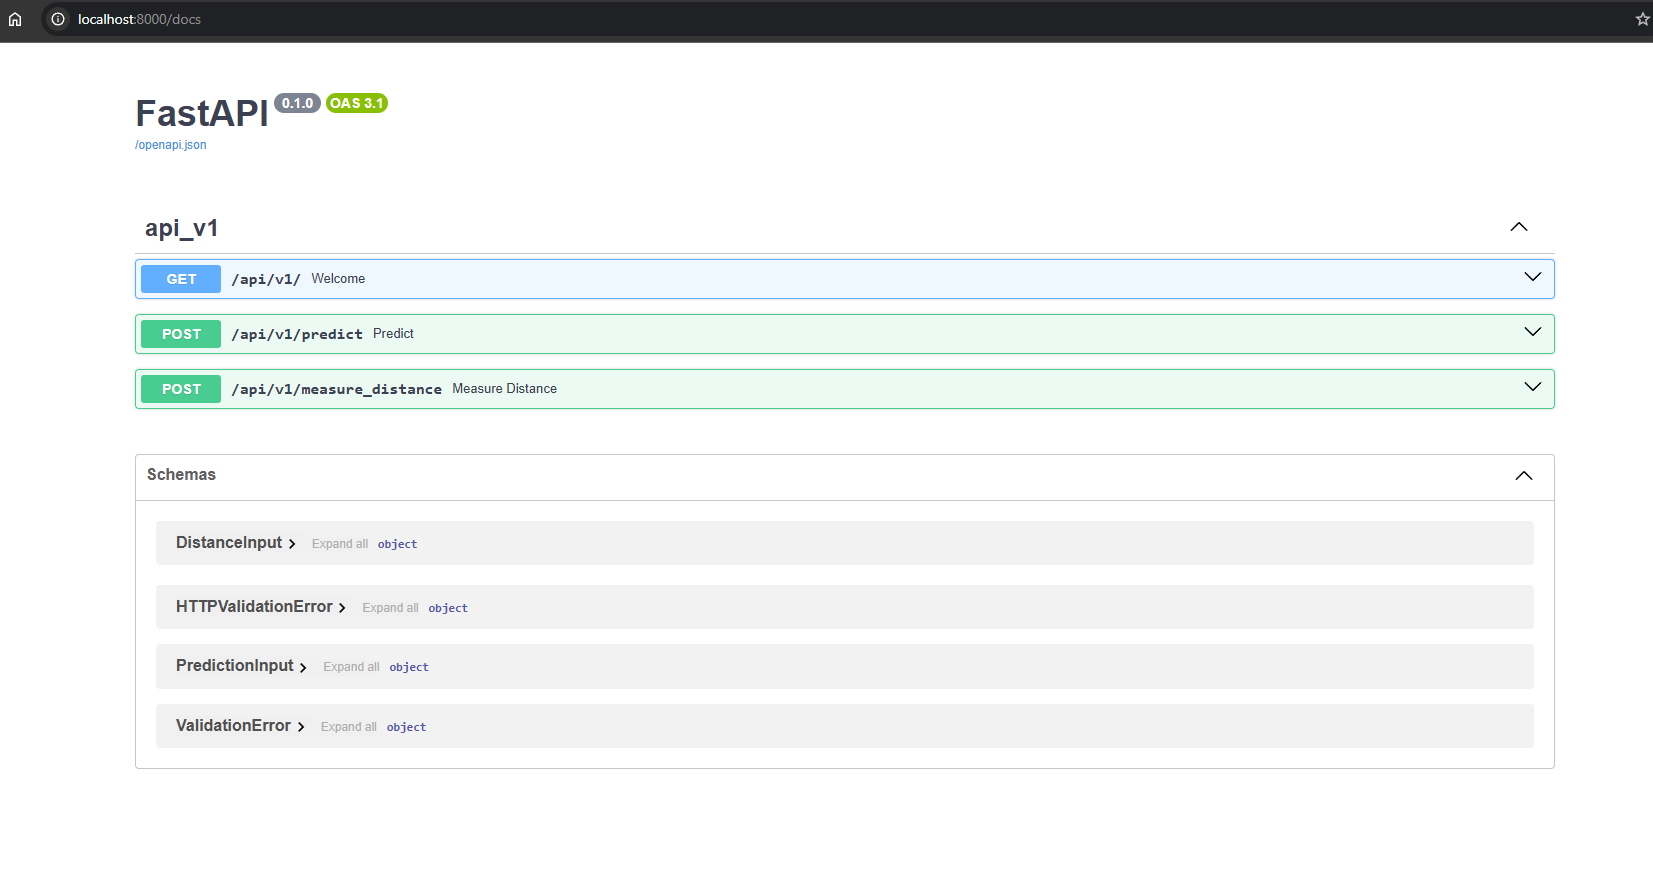 localhost:8000/docs
FastAPI 0.1.0 OAS 3.1
/openapi.json
api_v1
GET /api/v1/ Welcome
POST /api/v1/predict Predict
POST /api/v1/measure_distance Measure Distance
Schemas
DistanceInput Expand all object
HTTPValidationError Expand all object
PredictionInput Expand all object
ValidationError Expand all object